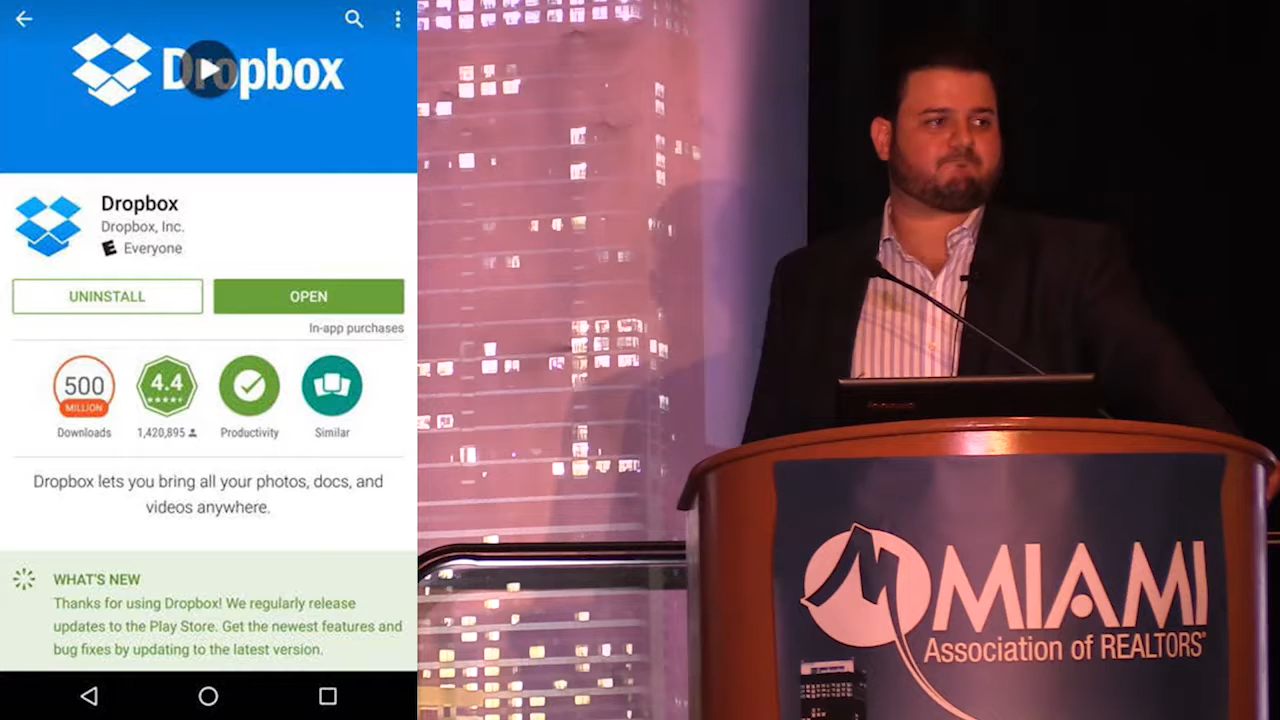 Dropbox
Dropbox
Dropbox, Inc.
E Everyone
UNINSTALL
OPEN
In-app purchases
500
MILLION
4.4
Downloads
1,420,895
Productivity
Similar
Dropbox lets you bring all your photos, docs, and
videos anywhere.
WHAT'S NEW
Thanks for using Dropbox! We regularly release
updates to the Play Store. Get the newest features and
bug fixes by updating to the latest version.
MIAMI
Association of REALTORS®